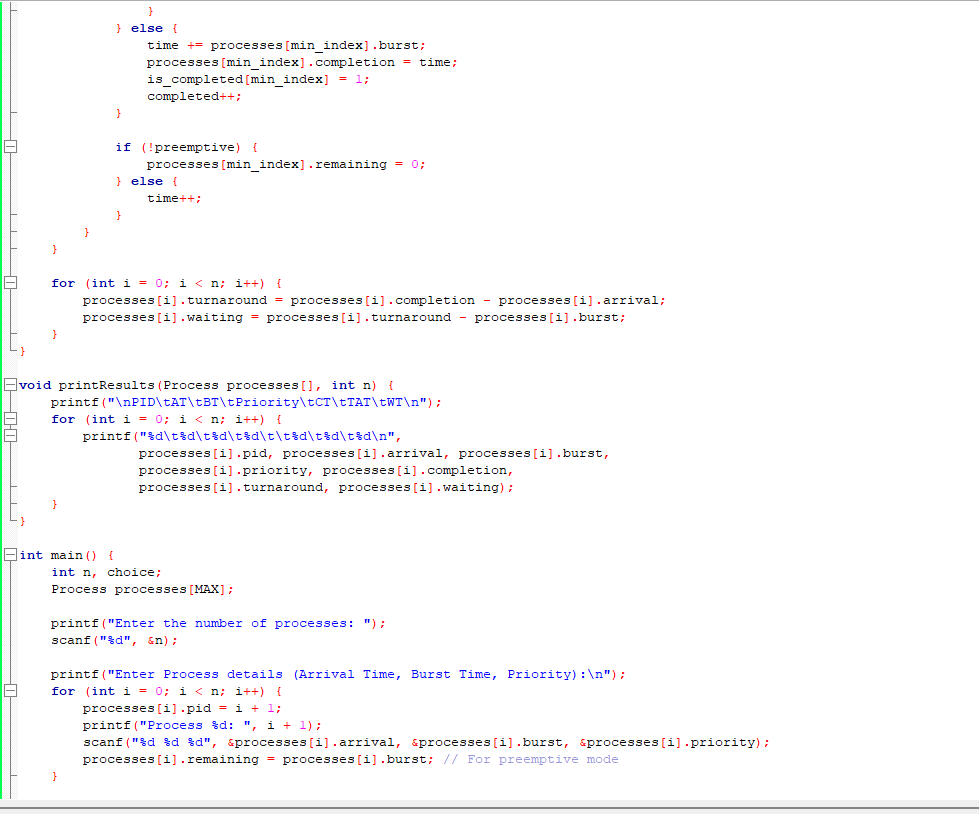 }
            } else {
                time += processes[min_index].burst;
                processes[min_index].completion = time;
                is_completed[min_index] = 1;
                completed++;
            }

            if (!preemptive) {
                processes[min_index].remaining = 0;
            } else {
                time++;
            }
        }
    }

    for (int i = 0; i < n; i++) {
        processes[i].turnaround = processes[i].completion - processes[i].arrival;
        processes[i].waiting = processes[i].turnaround - processes[i].burst;
    }
}

void printResults(Process processes[], int n) {
    printf("\nPID\tAT\tBT\tPriority\tCT\tTAT\tWT\n");
    for (int i = 0; i < n; i++) {
        printf("%d\t%d\t%d\t%d\t\t%d\t%d\t%d\n",
               processes[i].pid, processes[i].arrival, processes[i].burst,
               processes[i].priority, processes[i].completion,
               processes[i].turnaround, processes[i].waiting);
    }
}

int main() {
    int n, choice;
    Process processes[MAX];

    printf("Enter the number of processes: ");
    scanf("%d", &n);

    printf("Enter Process details (Arrival Time, Burst Time, Priority):\n");
    for (int i = 0; i < n; i++) {
        processes[i].pid = i + 1;
        printf("Process %d: ", i + 1);
        scanf("%d %d %d", &processes[i].arrival, &processes[i].burst, &processes[i].priority);
        processes[i].remaining = processes[i].burst; // For preemptive mode
    }